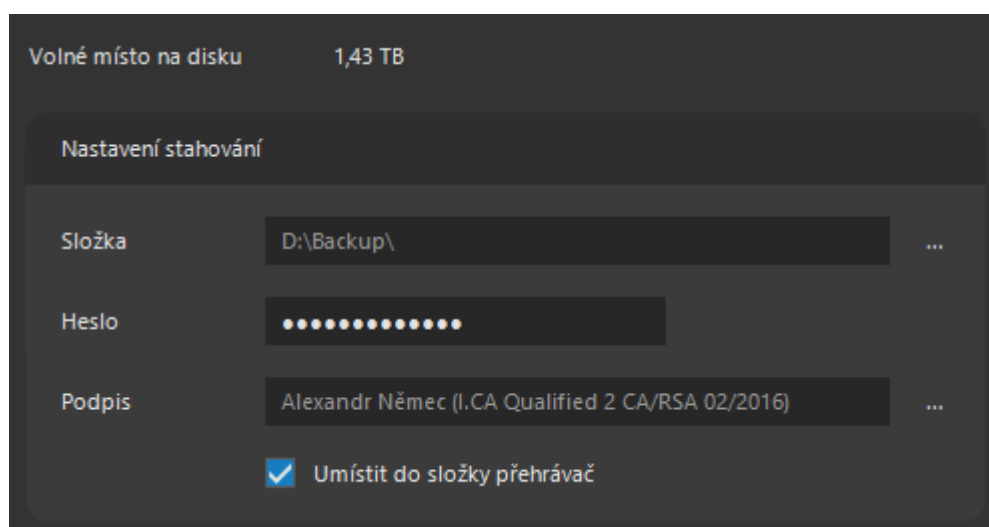 Volné místo na disku 1,43 TB
Nastavení stahování
Složka D:\Backup\ ...
Heslo •••••••••••••
Podpis Alexandr Němec (I.CA Qualified 2 CA/RSA 02/2016) ...
Umístit do složky přehrávač